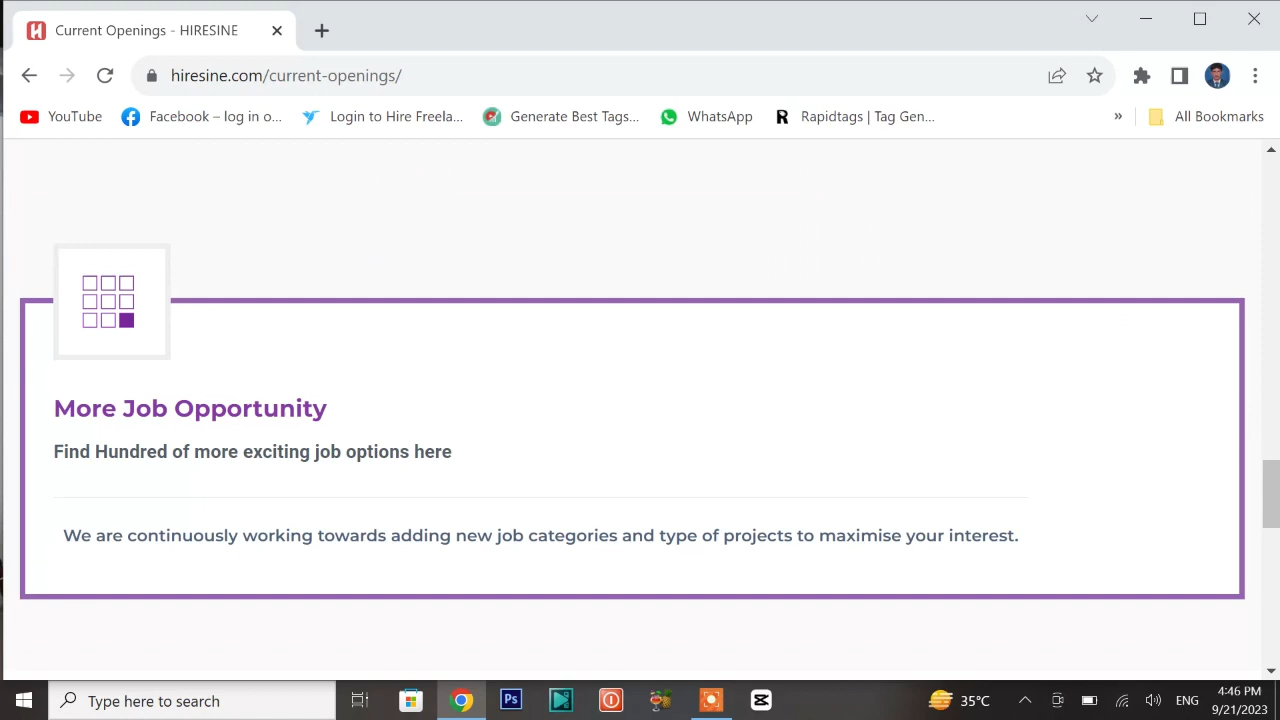 Current Openings - HIRESINE
hiresine.com/current-openings/
YouTube
Facebook – log in o...
Login to Hire Freela...
Generate Best Tags...
WhatsApp
R
Rapidtags | Tag Gen...
»
All Bookmarks
More Job Opportunity
Find Hundred of more exciting job options here
We are continuously working towards adding new job categories and type of projects to maximise your interest.
Type here to search
Ps
35°C
ENG
4:46 PM
9/21/2023